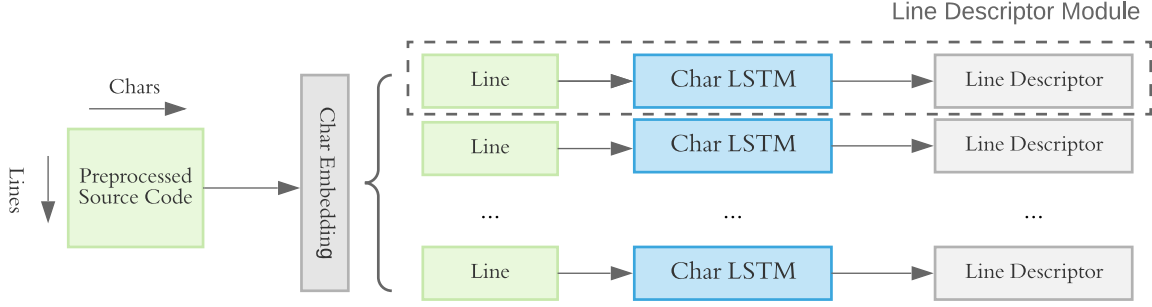 Line Descriptor Module
Chars
Lines
Preprocessed
Source Code
Char Embedding
Line
Char LSTM
Line Descriptor
Line
Char LSTM
Line Descriptor
...
...
...
Line
Char LSTM
Line Descriptor